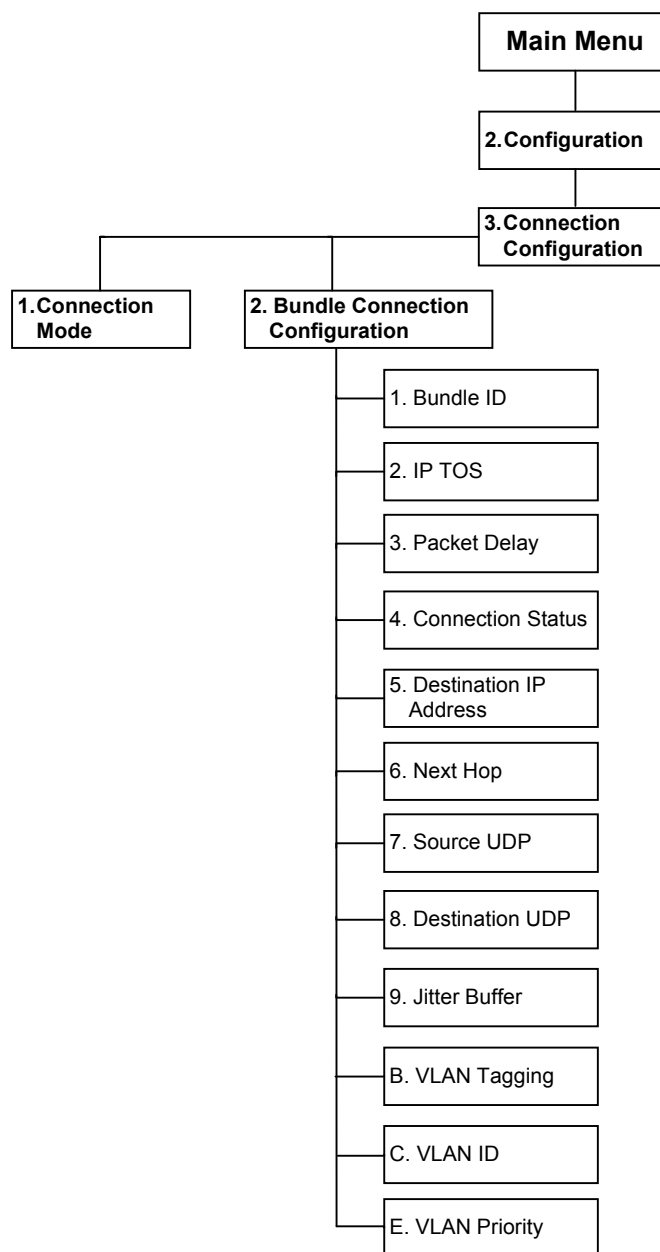 Main Menu
2.Configuration
3.Connection
Configuration
1.Connection
Mode
2. Bundle Connection
Configuration
1. Bundle ID
2. IP TOS
3. Packet Delay
4. Connection Status
5. Destination IP
Address
6. Next Hop
7. Source UDP
8. Destination UDP
9. Jitter Buffer
B. VLAN Tagging
C. VLAN ID
E. VLAN Priority